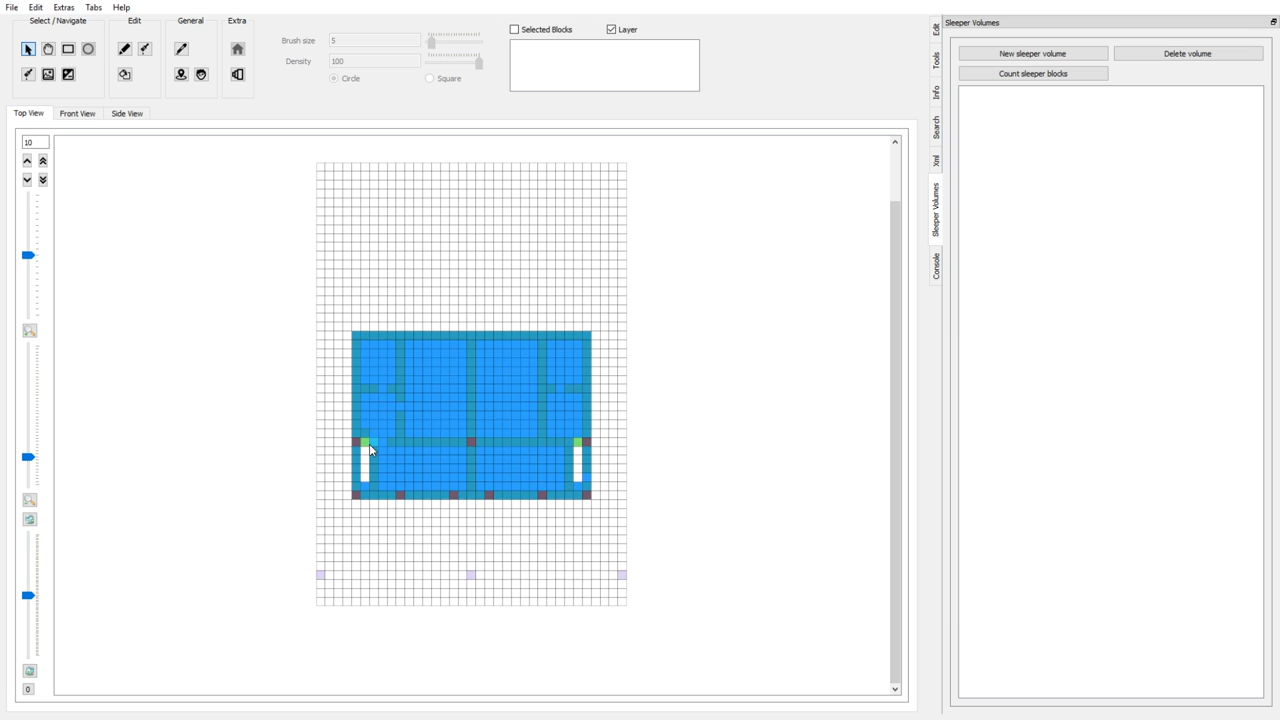 File Edit Extras Tabs Help
Select / Navigate Edit General Extra
Brush size 5
Density 100
Circle Square
Selected Blocks Layer
Top View Front View Side View
10
0
Edit
Tools
Info
Search
Xml
Sleeper Volumes
Console
Sleeper Volumes
New sleeper volume Delete volume
Count sleeper blocks